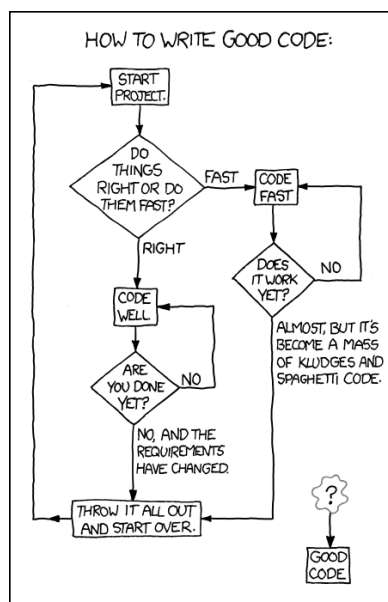 HOW TO WRITE GOOD CODE:
START
PROJECT.
DO
THINGS
RIGHT OR DO
THEM FAST?
FAST
CODE
FAST
RIGHT
DOES
IT WORK
YET?
NO
CODE
WELL
ALMOST, BUT IT'S
BECOME A MASS
OF KLUDGES AND
SPAGHETTI CODE.
ARE
YOU DONE
YET?
NO
NO, AND THE
REQUIREMENTS
HAVE CHANGED.
THROW IT ALL OUT
AND START OVER.
?
GOOD
CODE